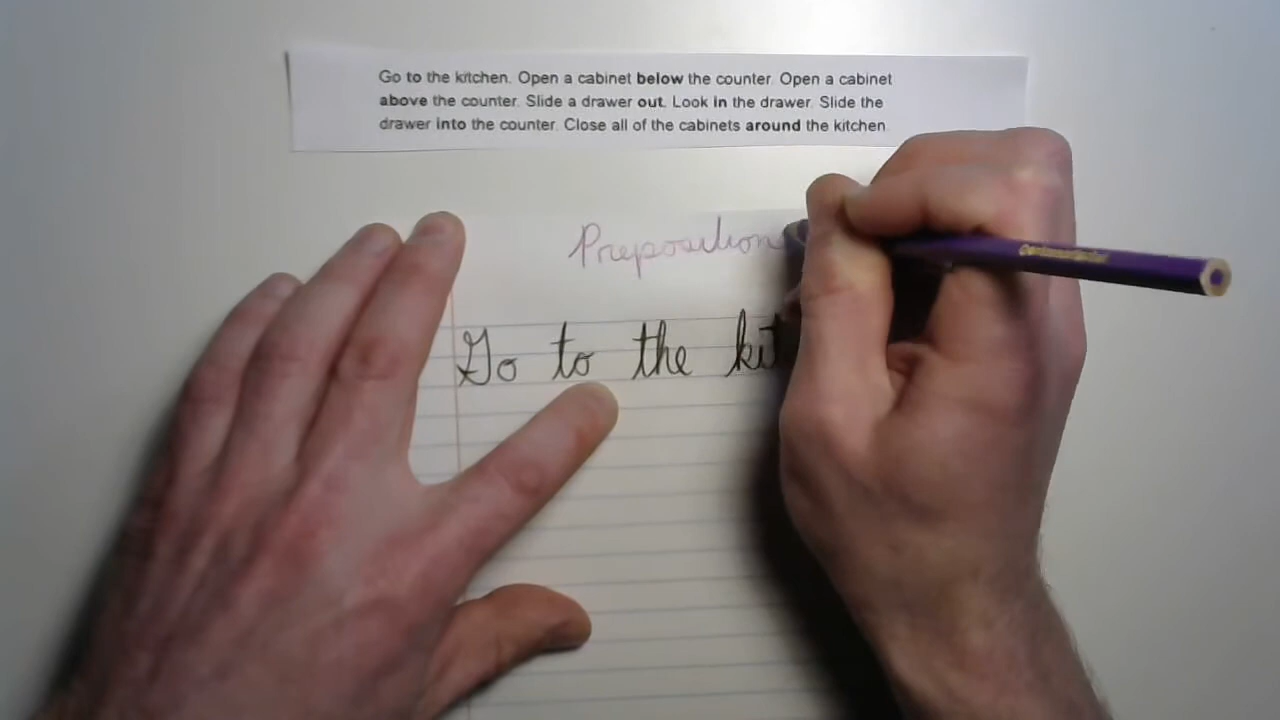 Go to the kitchen. Open a cabinet below the counter. Open a cabinet
above the counter. Slide a drawer out. Look in the drawer. Slide the
drawer into the counter. Close all of the cabinets around the kitchen.
Preposition
Go to the kit